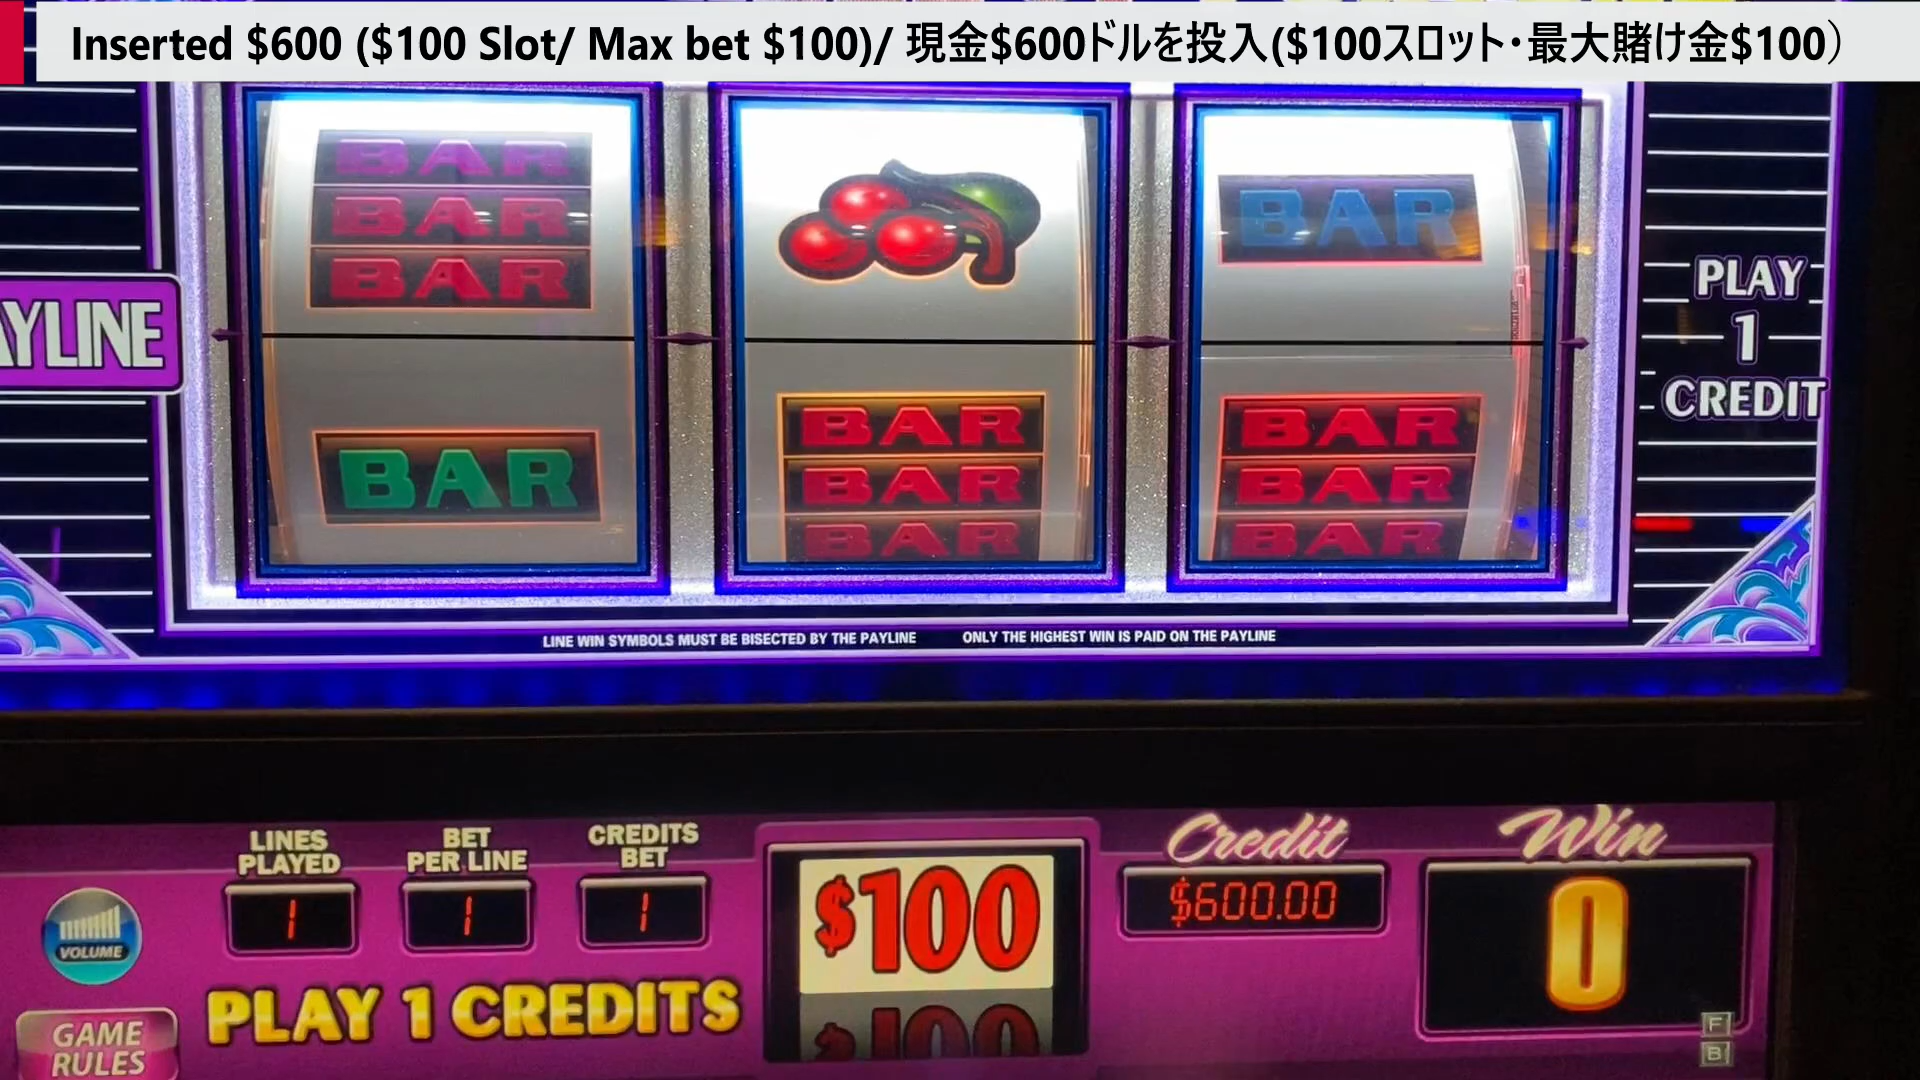 Inserted $600 ($100 Slot/ Max bet $100)/ 現金$600ドルを投入($100スロット・最大賭け金$100)
BAR
BAR
BAR
BAR
BAR
BAR
BAR
BAR
BAR
BAR
BAR
AYLINE
PLAY
1
CREDIT
LINE WIN SYMBOLS MUST BE BISECTED BY THE PAYLINE
ONLY THE HIGHEST WIN IS PAID ON THE PAYLINE
LINES
PLAYED
1
BET
PER LINE
1
CREDITS
BET
1
$100
$100
Credit
$600.00
Win
0
VOLUME
PLAY 1 CREDITS
GAME
RULES
F
B